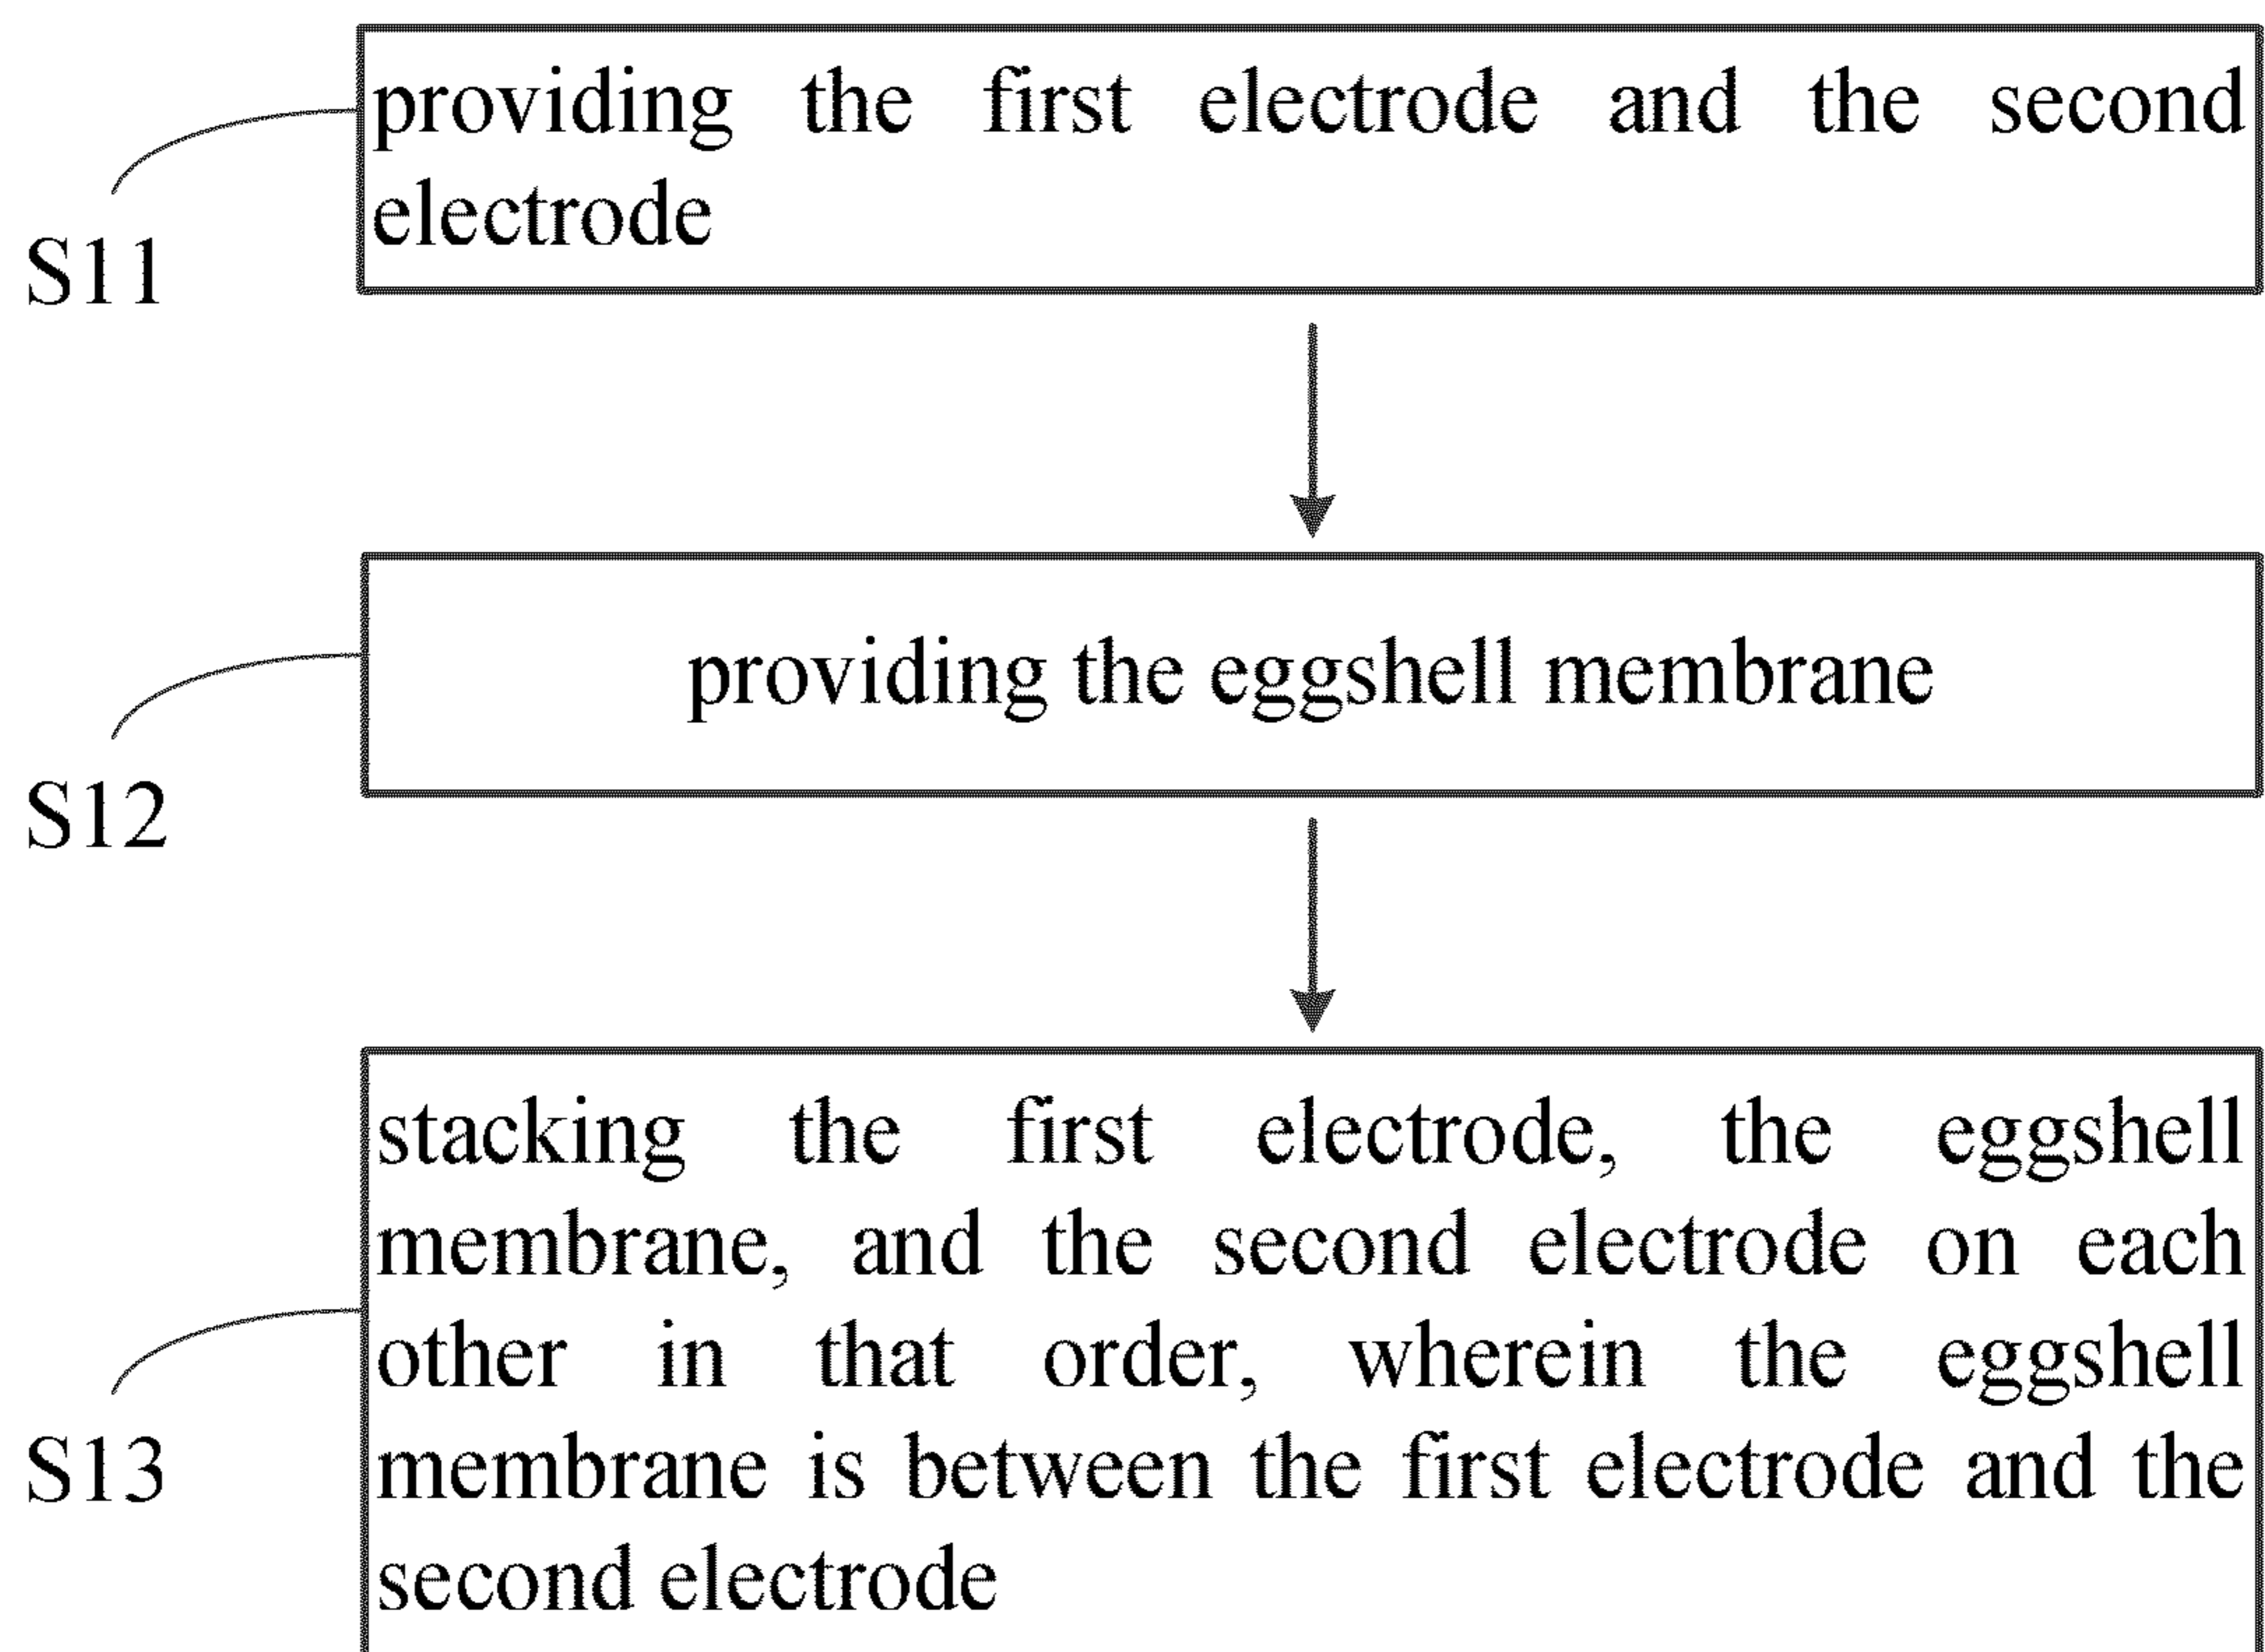 providing the first electrode and the second
electrode
S11
providing the eggshell membrane
S12
stacking the first electrode, the eggshell
membrane, and the second electrode on each
other in that order, wherein the eggshell
membrane is between the first electrode and the
second electrode
S13